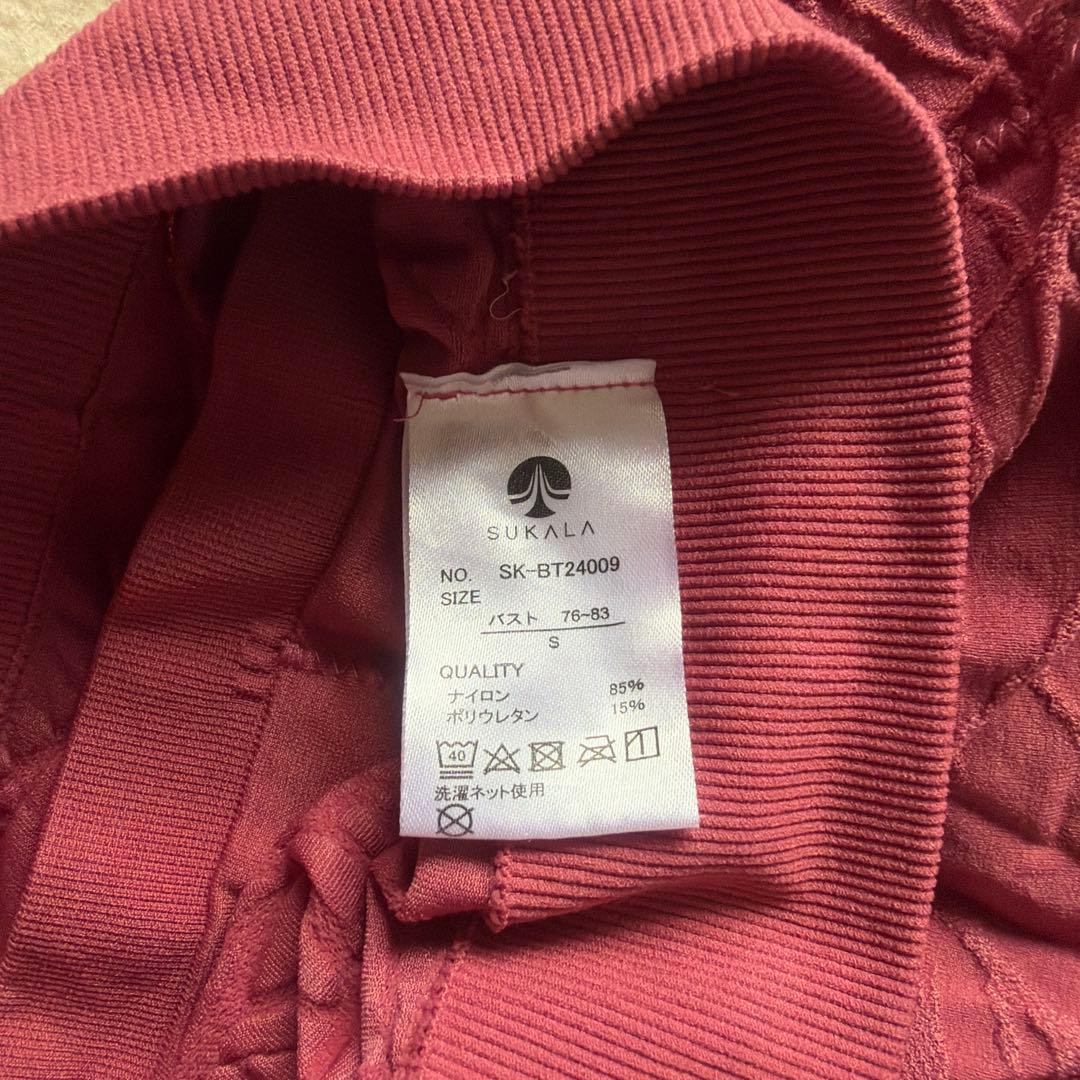 SUKALA
NO. SK-BT24009
SIZE
バスト 76~83
S
QUALITY
ナイロン 85%
ポリウレタン 15%
40
洗濯ネット使用